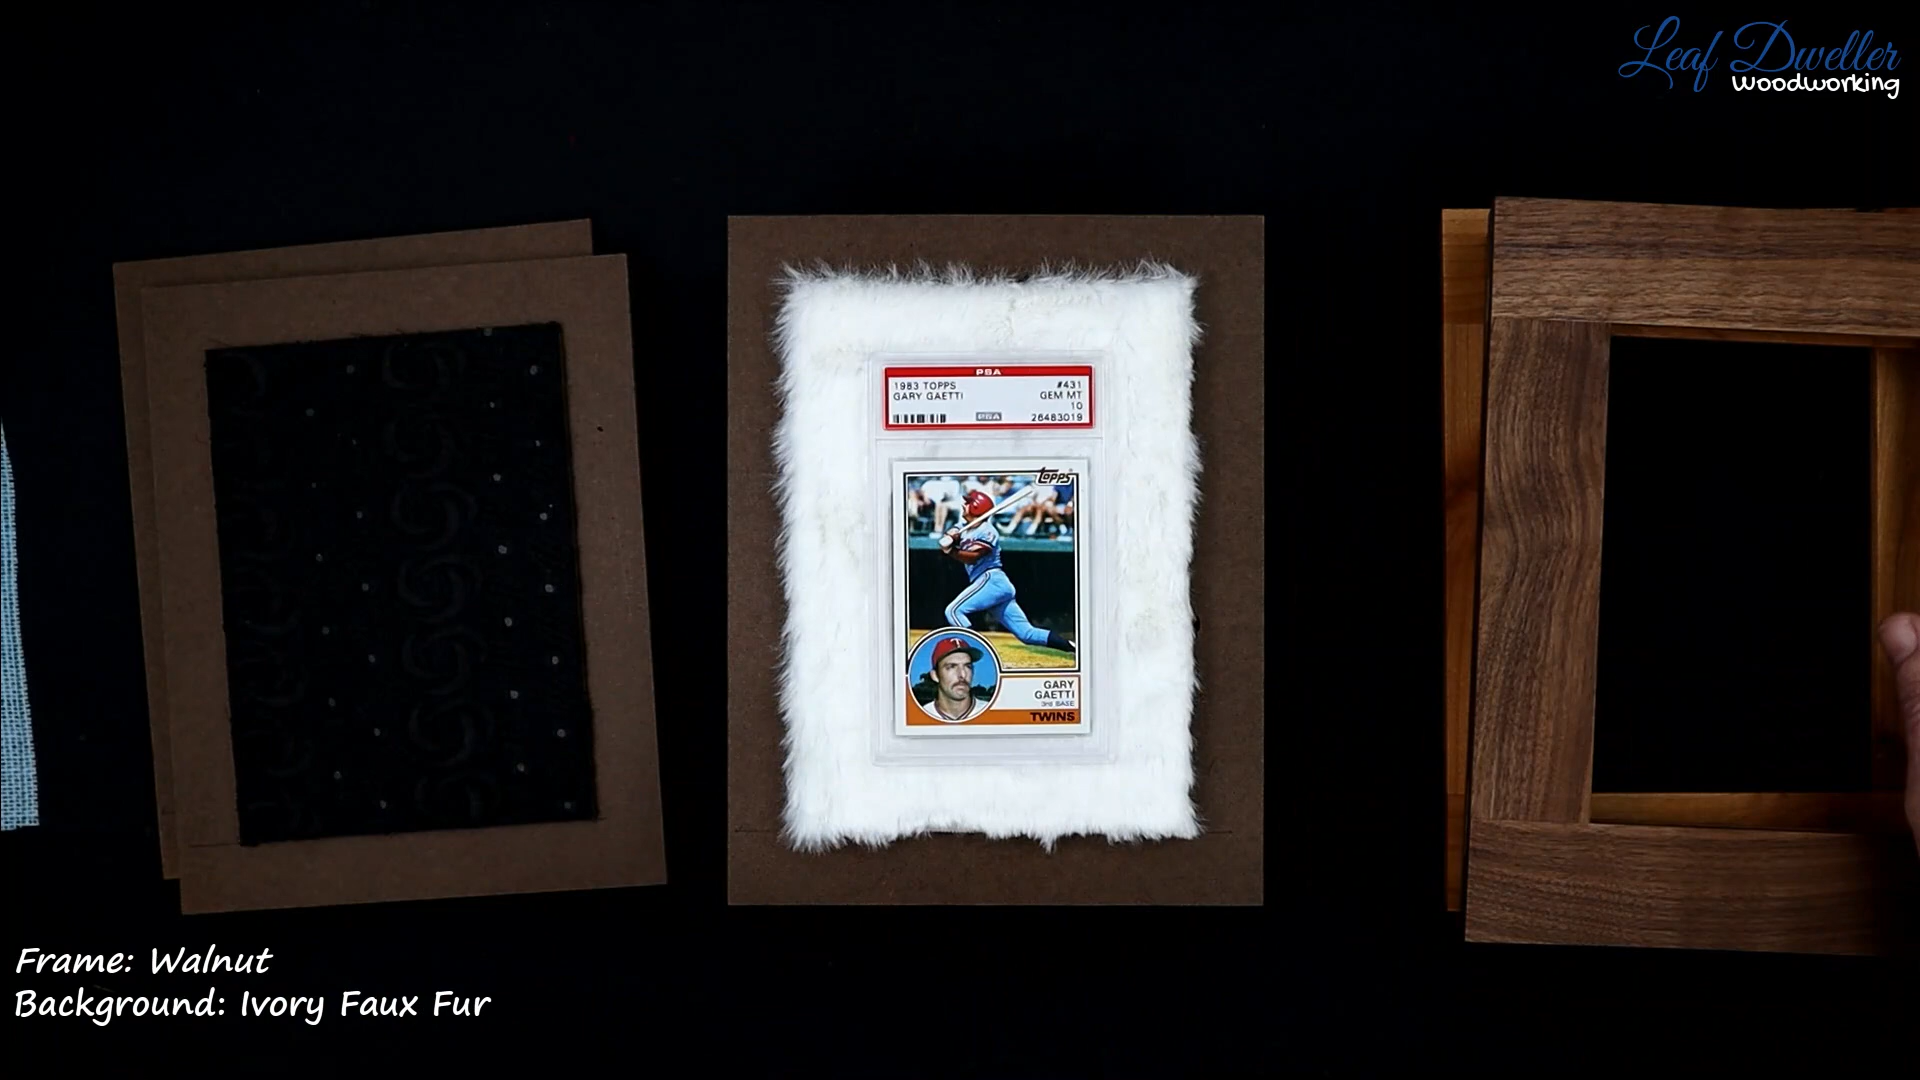 Leaf Dweller
Woodworking
PSA
1983 TOPPS #431
GARY GAETTI GEM MT
10
PSA 26483019
Topps
GARY
GAETTI
3rd BASE
TWINS
Frame: Walnut
Background: Ivory Faux Fur